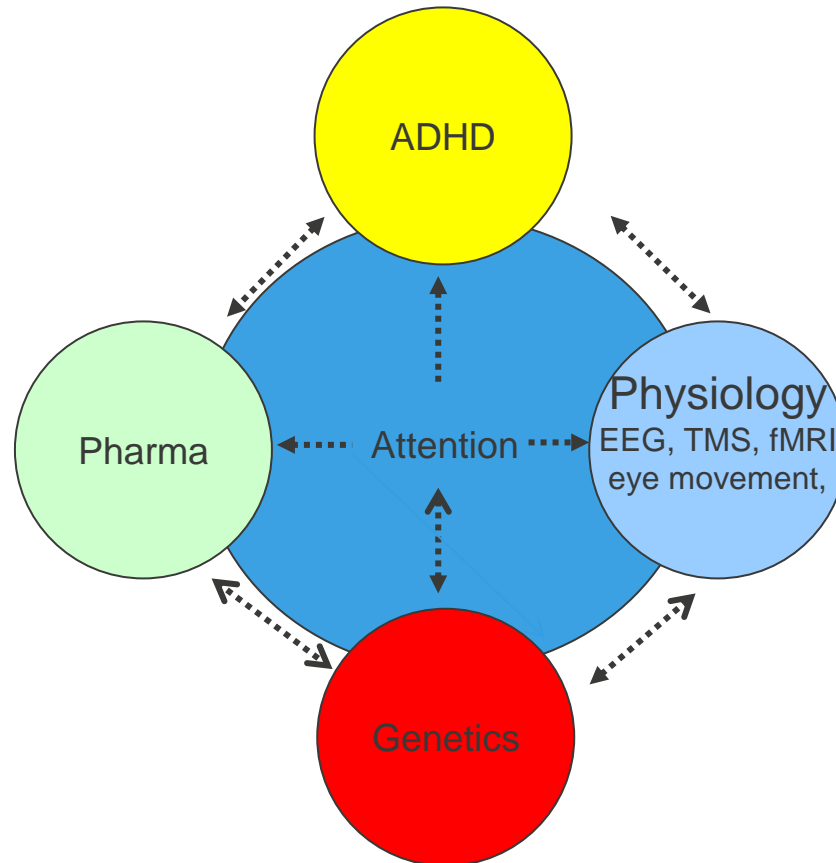 ADHD
Physiology
EEG, TMS, fMRI
eye movement,
Pharma
Attention
Genetics